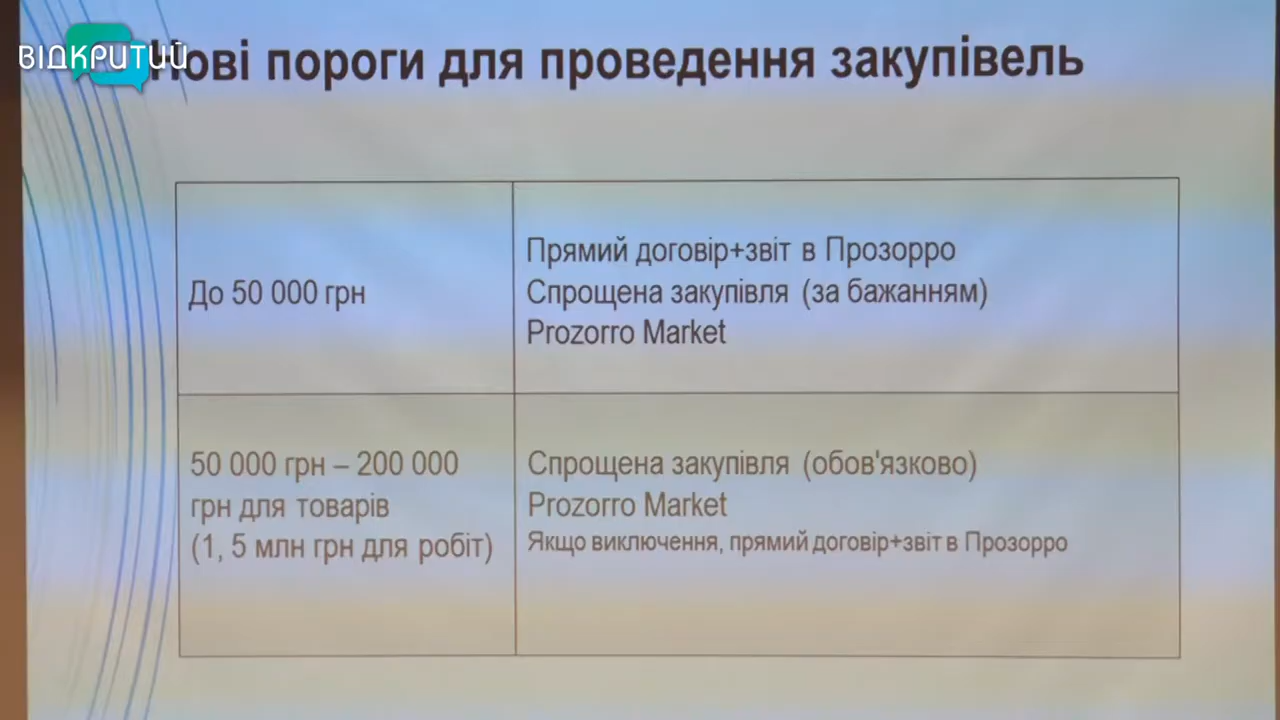 ВІДКРИТИЙ
Нові пороги для проведення закупівель
До 50 000 грн
Прямий договір+звіт в Прозорро
Спрощена закупівля (за бажанням)
Prozorro Market
50 000 грн – 200 000
грн для товарів
(1, 5 млн грн для робіт)
Спрощена закупівля (обов'язково)
Prozorro Market
Якщо виключення, прямий договір+звіт в Прозорро